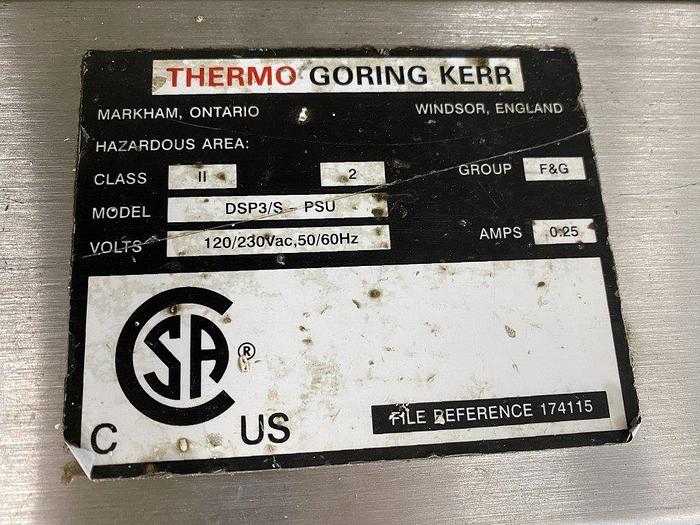 THERMO GORING KERR
MARKHAM, ONTARIO WINDSOR, ENGLAND
HAZARDOUS AREA:
CLASS II 2 GROUP F&G
MODEL DSP3/S - PSU
VOLTS 120/230Vac,50/60Hz AMPS 0.25
CSA ®
C US
FILE REFERENCE 174115